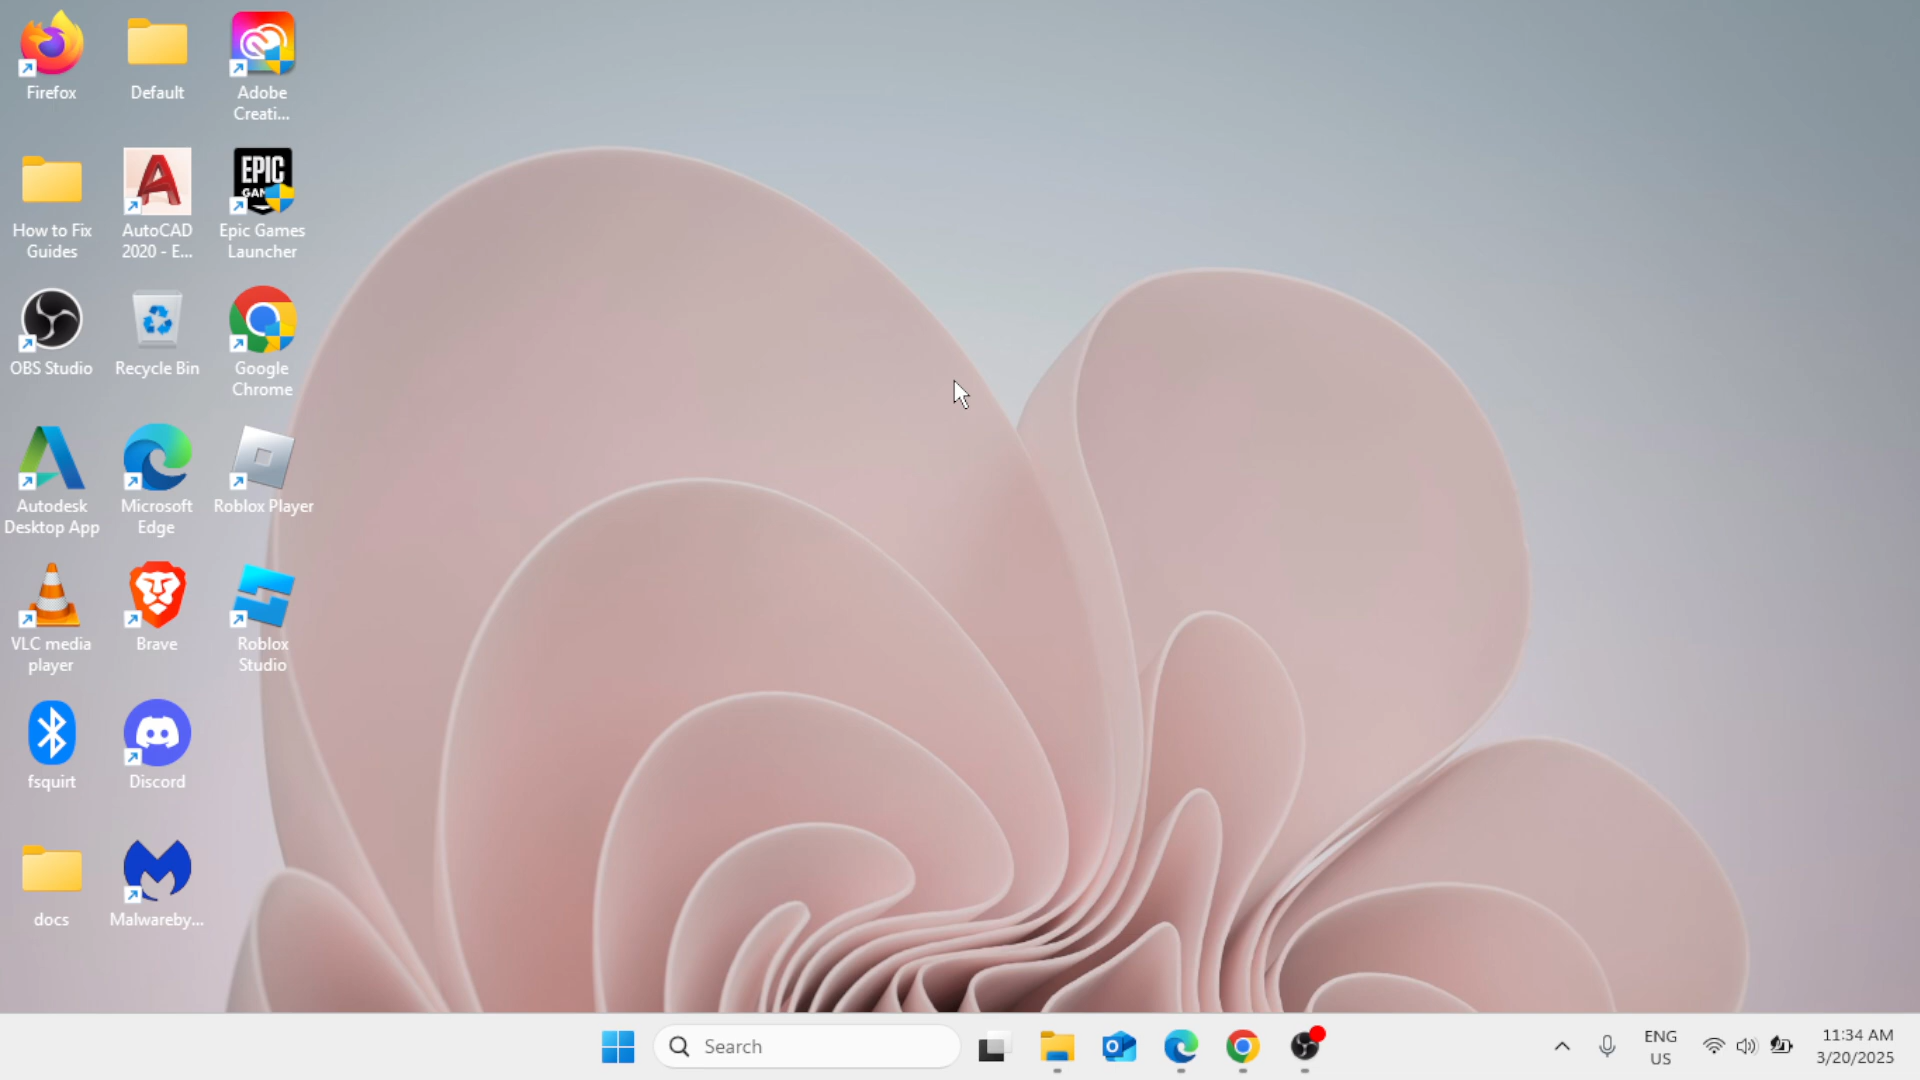 Firefox
Default
Adobe
Creati...
How to Fix
Guides
AutoCAD
2020 - E...
EPIC
GAM
Epic Games
Launcher
OBS Studio
Recycle Bin
Google
Chrome
Autodesk
Desktop App
Microsoft
Edge
Roblox Player
VLC media
player
Brave
Roblox
Studio
fsquirt
Discord
docs
Malwareby...
Search
ENG
US
11:34 AM
3/20/2025